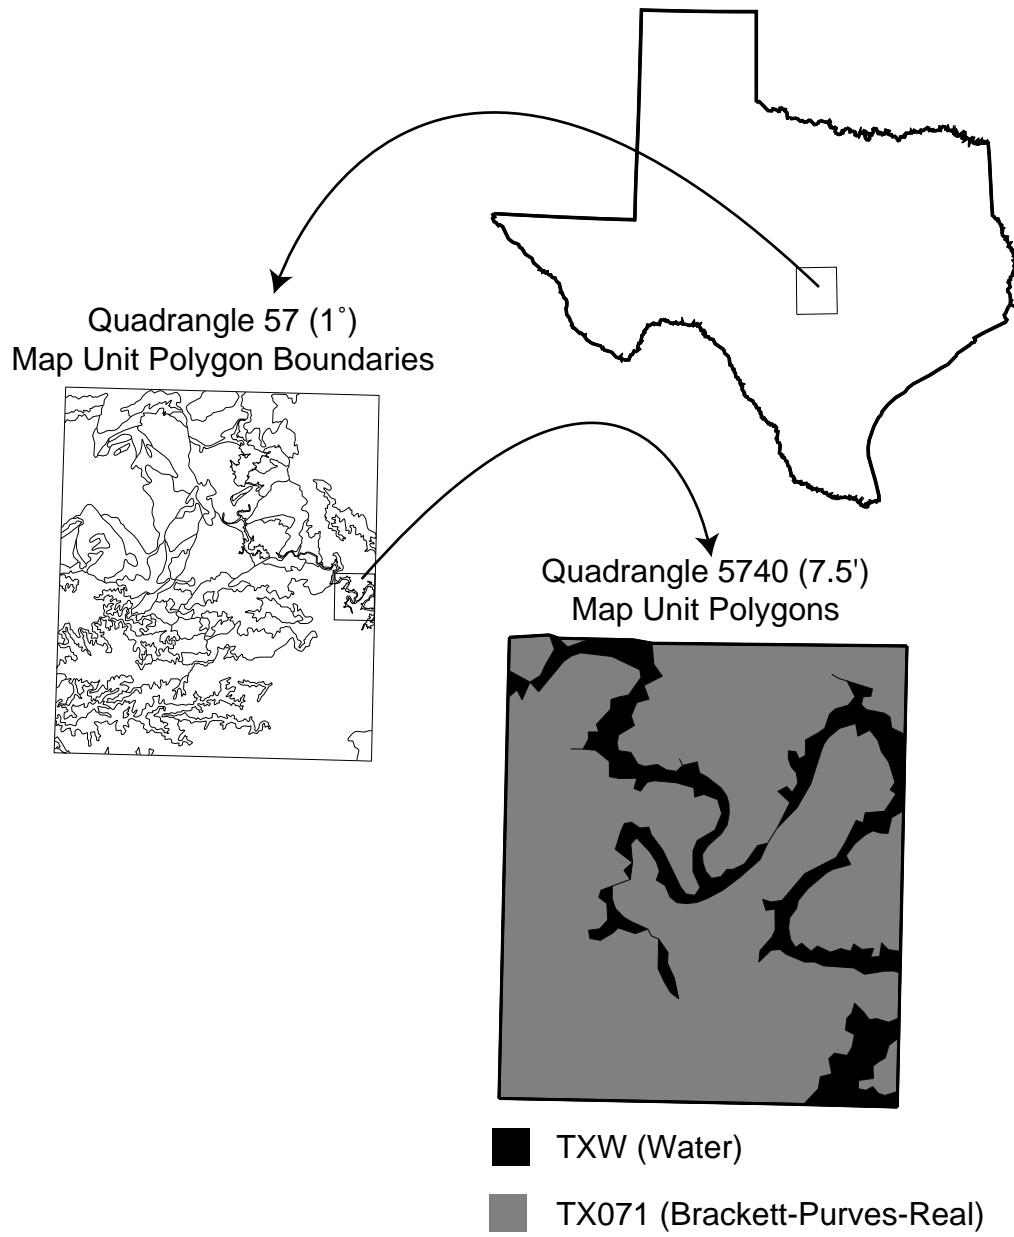 Quadrangle 57 (1˚)
Map Unit Polygon Boundaries
Quadrangle 5740 (7.5')
Map Unit Polygons
TXW (Water)
TX071 (Brackett-Purves-Real)